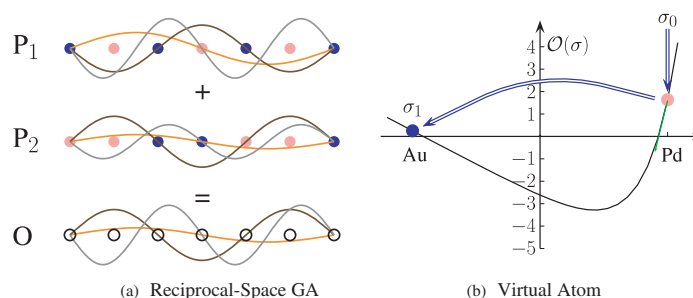 P₁
+
P₂
=
O
(a) Reciprocal-Space GA
𝒪(σ)
σ₀
4
3
2
1
σ₁
Au
Pd
−1
−2
−3
−4
−5
(b) Virtual Atom